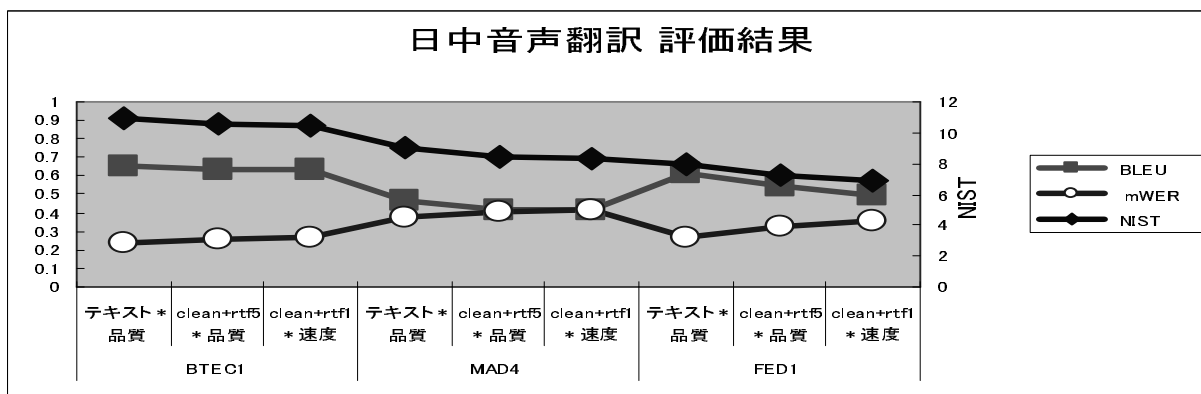 日中音声翻訳 評価結果
1
0.9
0.8
0.7
0.6
0.5
0.4
0.3
0.2
0.1
0
12
10
8
6
4
2
0
NIST
BLEU
mWER
NIST
テキスト*
品質
clean+rtf5
*品質
clean+rtf1
*速度
テキスト*
品質
clean+rtf5
*品質
clean+rtf1
*速度
テキスト*
品質
clean+rtf5
*品質
clean+rtf1
*速度
BTEC1
MAD4
FED1